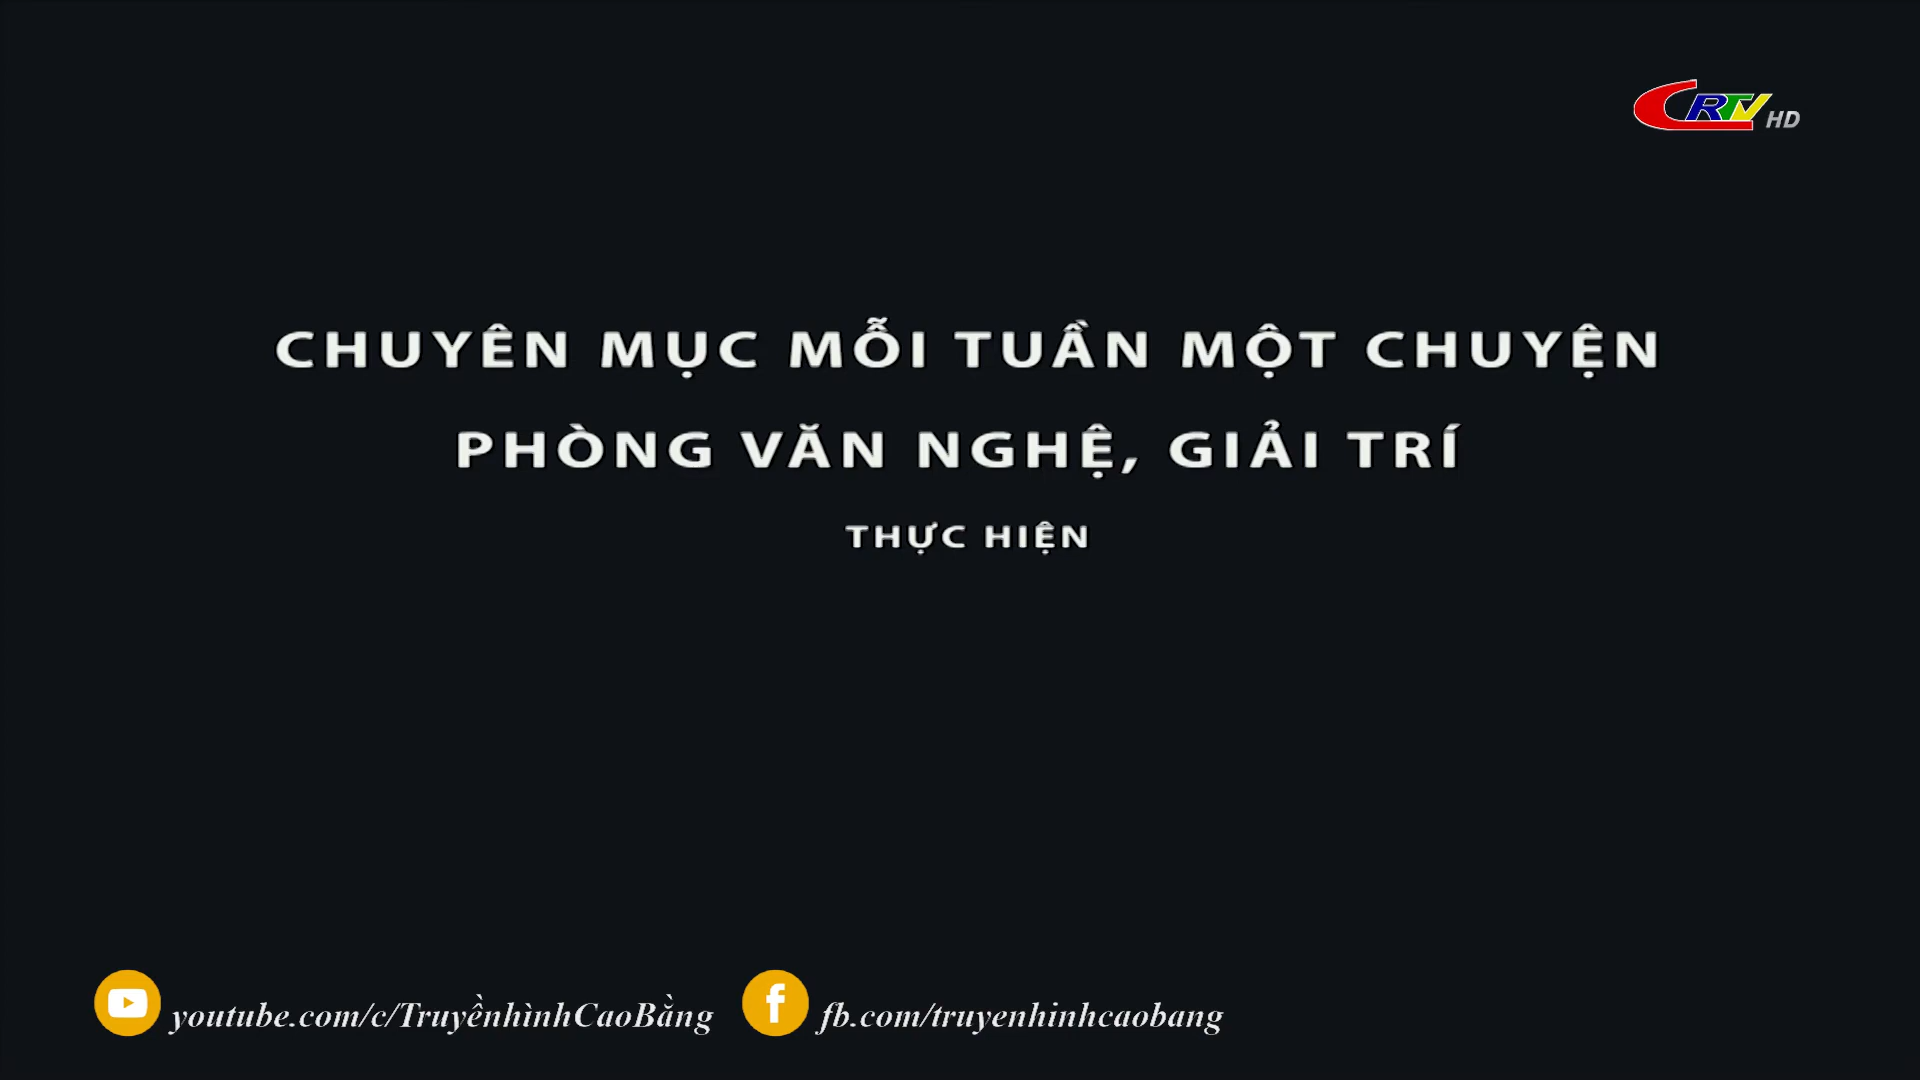 CRTV HD
CHUYÊN MỤC MỖI TUẦN MỘT CHUYỆN
PHÒNG VĂN NGHỆ, GIẢI TRÍ
THỰC HIỆN
youtube.com/c/TruyềnhìnhCaoBằng
fb.com/truyenhinhcaobang